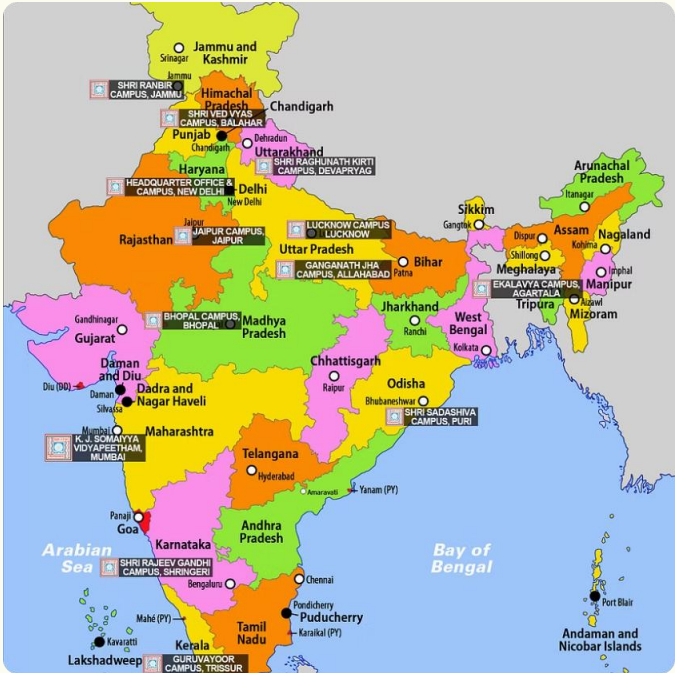 Srinagar
Jammu and
Kashmir
Jammu
SHRI RANBIR
CAMPUS, JAMMU
Himachal
Pradesh
Chandigarh
SHRI VED VYAS
CAMPUS, BALAHAR
Punjab
Chandigarh
Dehradun
Uttarakhand
SHRI RAGHUNATH KIRTI
CAMPUS, DEVAPRYAG
Haryana
HEADQUARTER OFFICE &
CAMPUS, NEW DELHI
Delhi
New Delhi
Arunachal
Pradesh
Itanagar
Sikkim
Gangtok
Rajasthan
Jaipur
JAIPUR CAMPUS,
JAIPUR
LUCKNOW CAMPUS
LUCKNOW
Uttar Pradesh
GANGANATH JHA
CAMPUS, ALLAHABAD
Bihar
Patna
Dispur
Assam
Nagaland
Kohima
Shillong
Meghalaya
Imphal
Manipur
EKALAVYA CAMPUS,
AGARTALA
Tripura
Aizawl
Mizoram
Gandhinagar
Gujarat
BHOPAL CAMPUS,
BHOPAL
Madhya
Pradesh
Jharkhand
Ranchi
West
Bengal
Kolkata
Daman
and Diu
Diu (DD)
Daman
Silvassa
Dadra and
Nagar Haveli
Chhattisgarh
Raipur
Odisha
Bhubaneshwar
SHRI SADASHIVA
CAMPUS, PURI
Mumbai
Maharashtra
K. J. SOMAIYYA
VIDYAPEETHAM,
MUMBAI
Telangana
Hyderabad
Amaravati
Yanam (PY)
Panaji
Goa
Karnataka
Andhra
Pradesh
Arabian
Sea
Bay of
Bengal
SHRI RAJEEV GANDHI
CAMPUS, SHRINGERI
Bengaluru
Chennai
Mahé (PY)
Pondicherry
Puducherry
Karaikal (PY)
Tamil
Nadu
Kerala
Kavaratti
Lakshadweep
GURUVAYOOR
CAMPUS, TRISSUR
Port Blair
Andaman and
Nicobar Islands